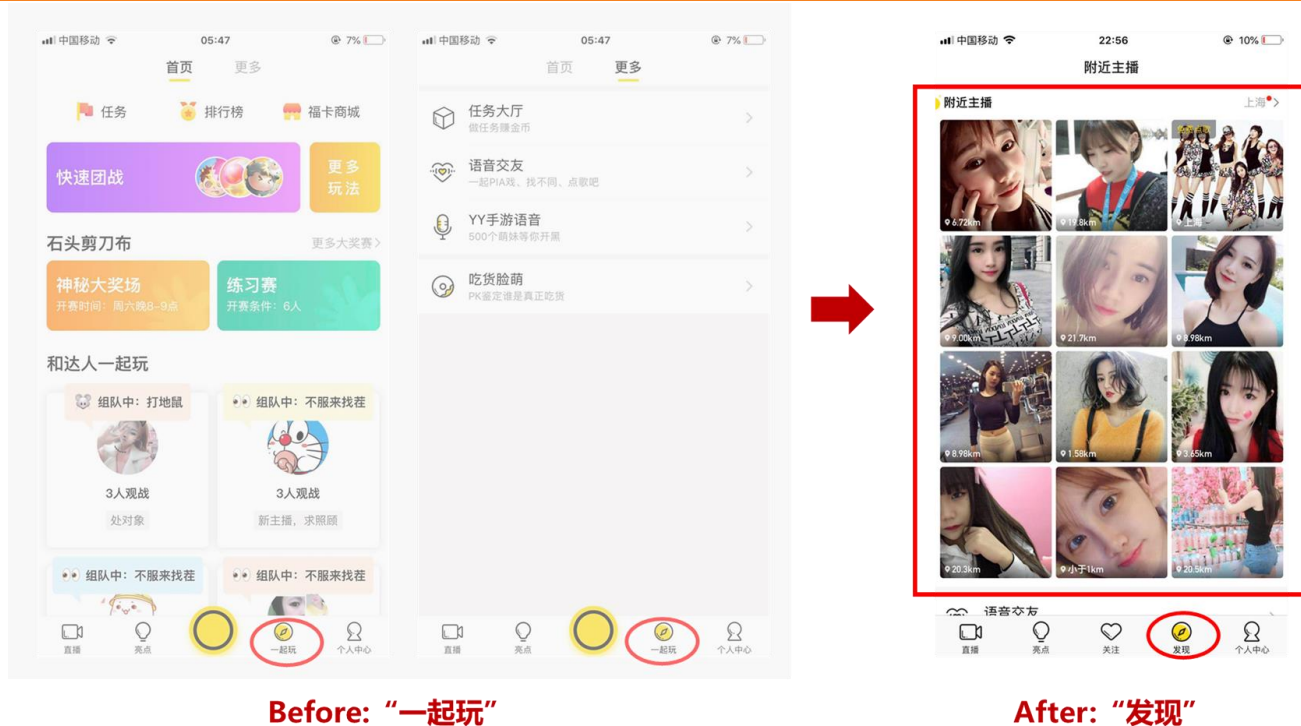 中国移动 05:47 7%
首页 更多
任务 排行榜 福卡商城
快速团战
更多
玩法
石头剪刀布 更多大奖赛>
神秘大奖场
开赛时间：周六晚8-9点
练习赛
开赛条件：6人
和达人一起玩
组队中：打地鼠
3人观战
处对象
组队中：不服来找茬
3人观战
新主播，求照顾
组队中：不服来找茬
组队中：不服来找茬
直播 亮点 一起玩 个人中心
中国移动 05:47 7%
首页 更多
任务大厅
做任务赚金币
语音交友
一起PIA戏、找不同、点歌吧
YY手游语音
500个萌妹等你开黑
吃货脸萌
PK鉴定谁是真正吃货
直播 亮点 一起玩 个人中心
Before:“一起玩”
中国移动 22:56 10%
附近主播
附近主播 上海>
6.72km 19.8km 上海
9.00km 21.7km 8.98km
8.98km 1.58km 3.65km
20.3km 小于1km 20.5km
语音交友
直播 亮点 关注 发现 个人中心
After:“发现”